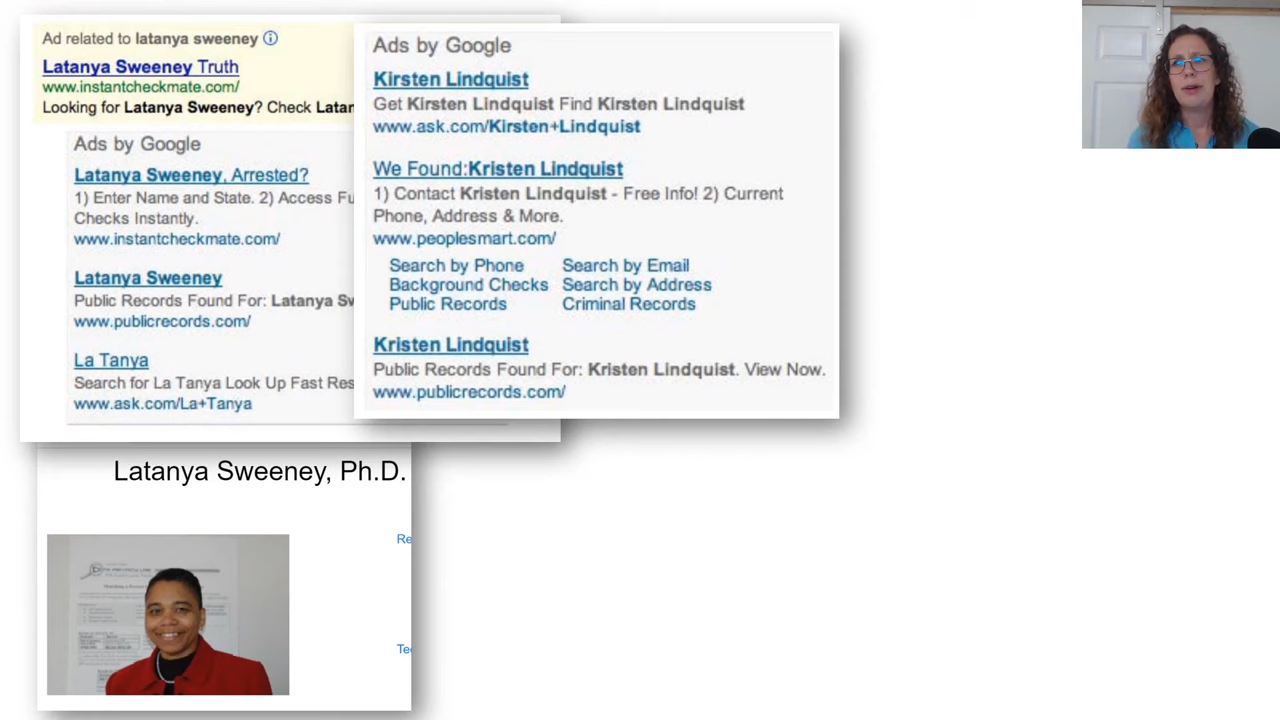 Ad related to latanya sweeney
Latanya Sweeney Truth
www.instantcheckmate.com/
Looking for Latanya Sweeney? Check Latan
Ads by Google
Latanya Sweeney, Arrested?
1) Enter Name and State. 2) Access Fu
Checks Instantly.
www.instantcheckmate.com/
Latanya Sweeney
Public Records Found For: Latanya Sw
www.publicrecords.com/
La Tanya
Search for La Tanya Look Up Fast Res
www.ask.com/La+Tanya
Ads by Google
Kirsten Lindquist
Get Kirsten Lindquist Find Kirsten Lindquist
www.ask.com/Kirsten+Lindquist
We Found:Kristen Lindquist
1) Contact Kristen Lindquist - Free Info! 2) Current
Phone, Address & More.
www.peoplesmart.com/
Search by Phone Search by Email
Background Checks Search by Address
Public Records Criminal Records
Kristen Lindquist
Public Records Found For: Kristen Lindquist. View Now.
www.publicrecords.com/
Latanya Sweeney, Ph.D.
Re
Tec